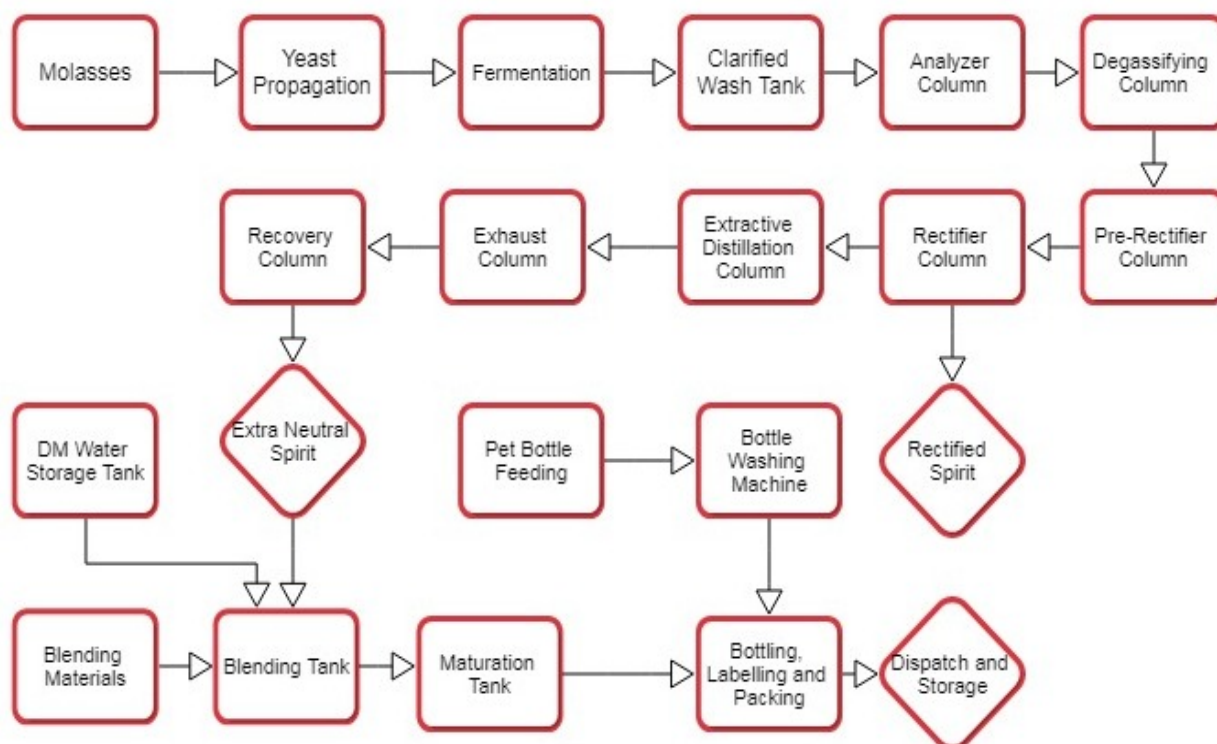 Molasses
Yeast
Propagation
Fermentation
Clarified
Wash Tank
Analyzer
Column
Degassifying
Column
Recovery
Column
Exhaust
Column
Extractive
Distillation
Column
Rectifier
Column
Pre-Rectifier
Column
DM Water
Storage Tank
Extra Neutral
Spirit
Pet Bottle
Feeding
Bottle
Washing
Machine
Rectified
Spirit
Blending
Materials
Blending Tank
Maturation
Tank
Bottling,
Labelling and
Packing
Dispatch and
Storage